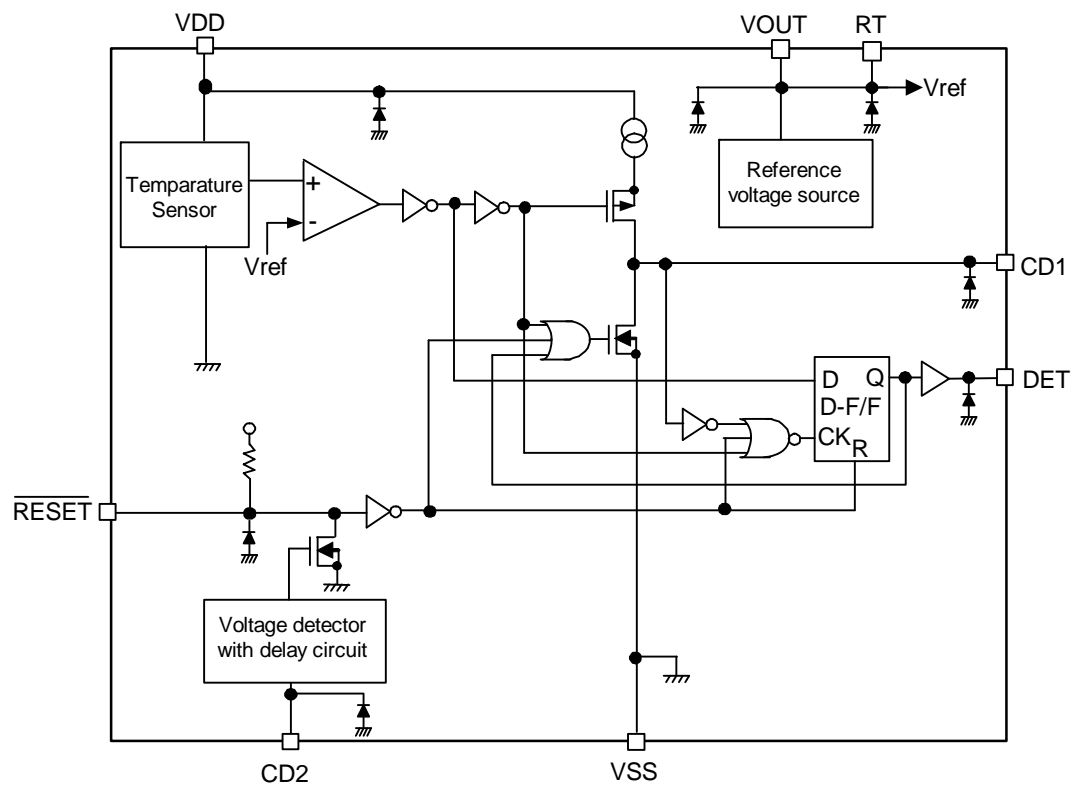 VDD
VOUT
RT
Vref
Temparature
Sensor
+
-
Vref
Reference
voltage source
CD1
D
Q
D-F/F
CK
R
DET
RESET
Voltage detector
with delay circuit
CD2
VSS